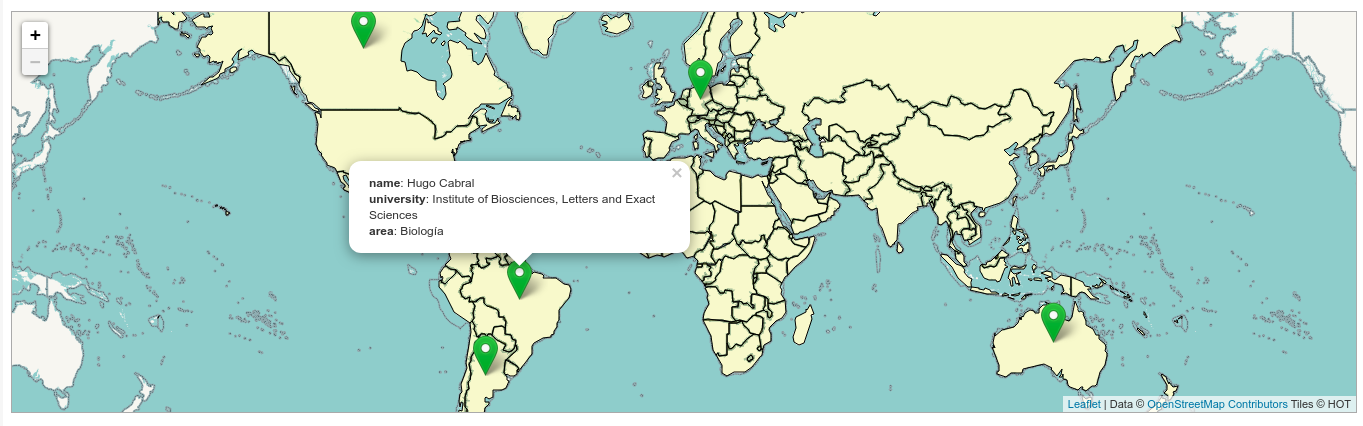 +
−
×
name: Hugo Cabral
university: Institute of Biosciences, Letters and Exact
Sciences
area: Biología
Leaflet | Data © OpenStreetMap Contributors Tiles © HOT